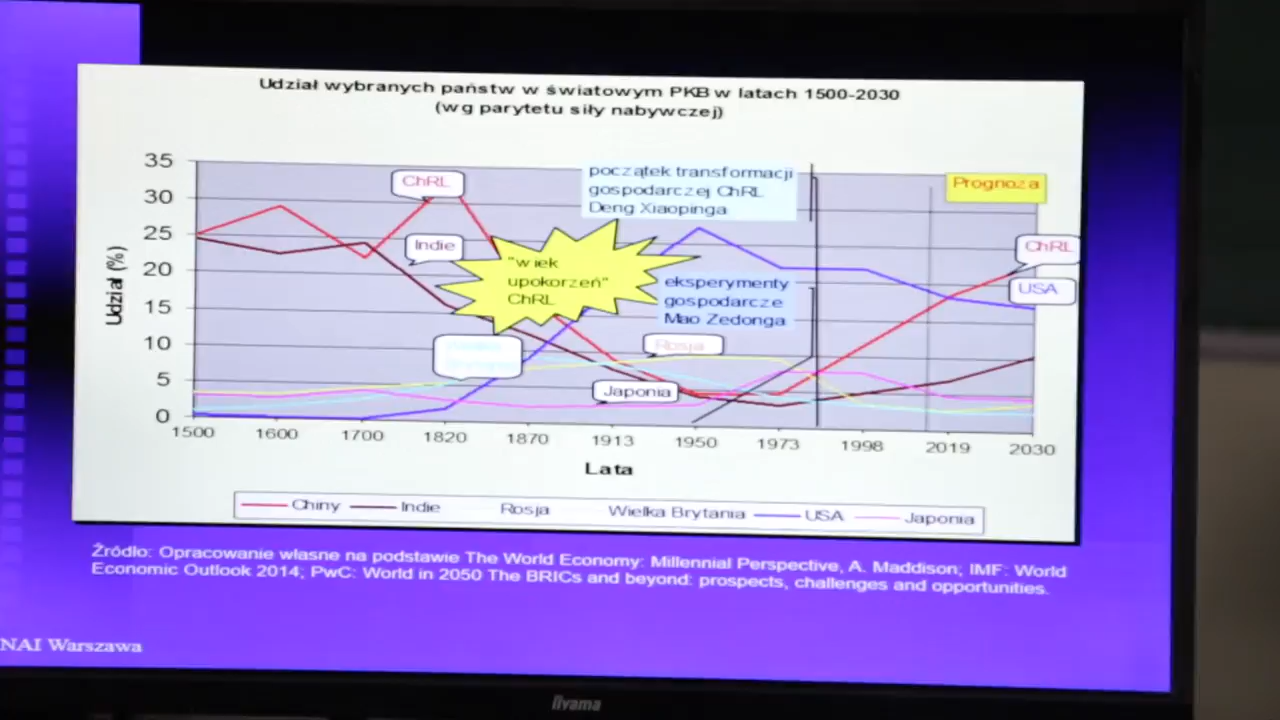 Udział wybranych państw w światowym PKB w latach 1500-2030
(wg parytetu siły nabywczej)
35
30
25
20
15
10
5
0
Udział (%)
ChRL
Indie
"wiek
upokorzeń"
ChRL
początek transformacji
gospodarczej ChRL
Deng Xiaopinga
eksperymenty
gospodarcze
Mao Zedonga
Rosja
Japonia
Prognoza
ChRL
USA
1500 1600 1700 1820 1870 1913 1950 1973 1998 2019 2030
Lata
Chiny Indie Rosja Wielka Brytania USA Japonia
Źródło: Opracowanie własne na podstawie The World Economy: Millennial Perspective, A. Maddison; IMF: World
Economic Outlook 2014; PwC: World in 2050 The BRICs and beyond: prospects, challenges and opportunities.
NAI Warszawa
iiyama